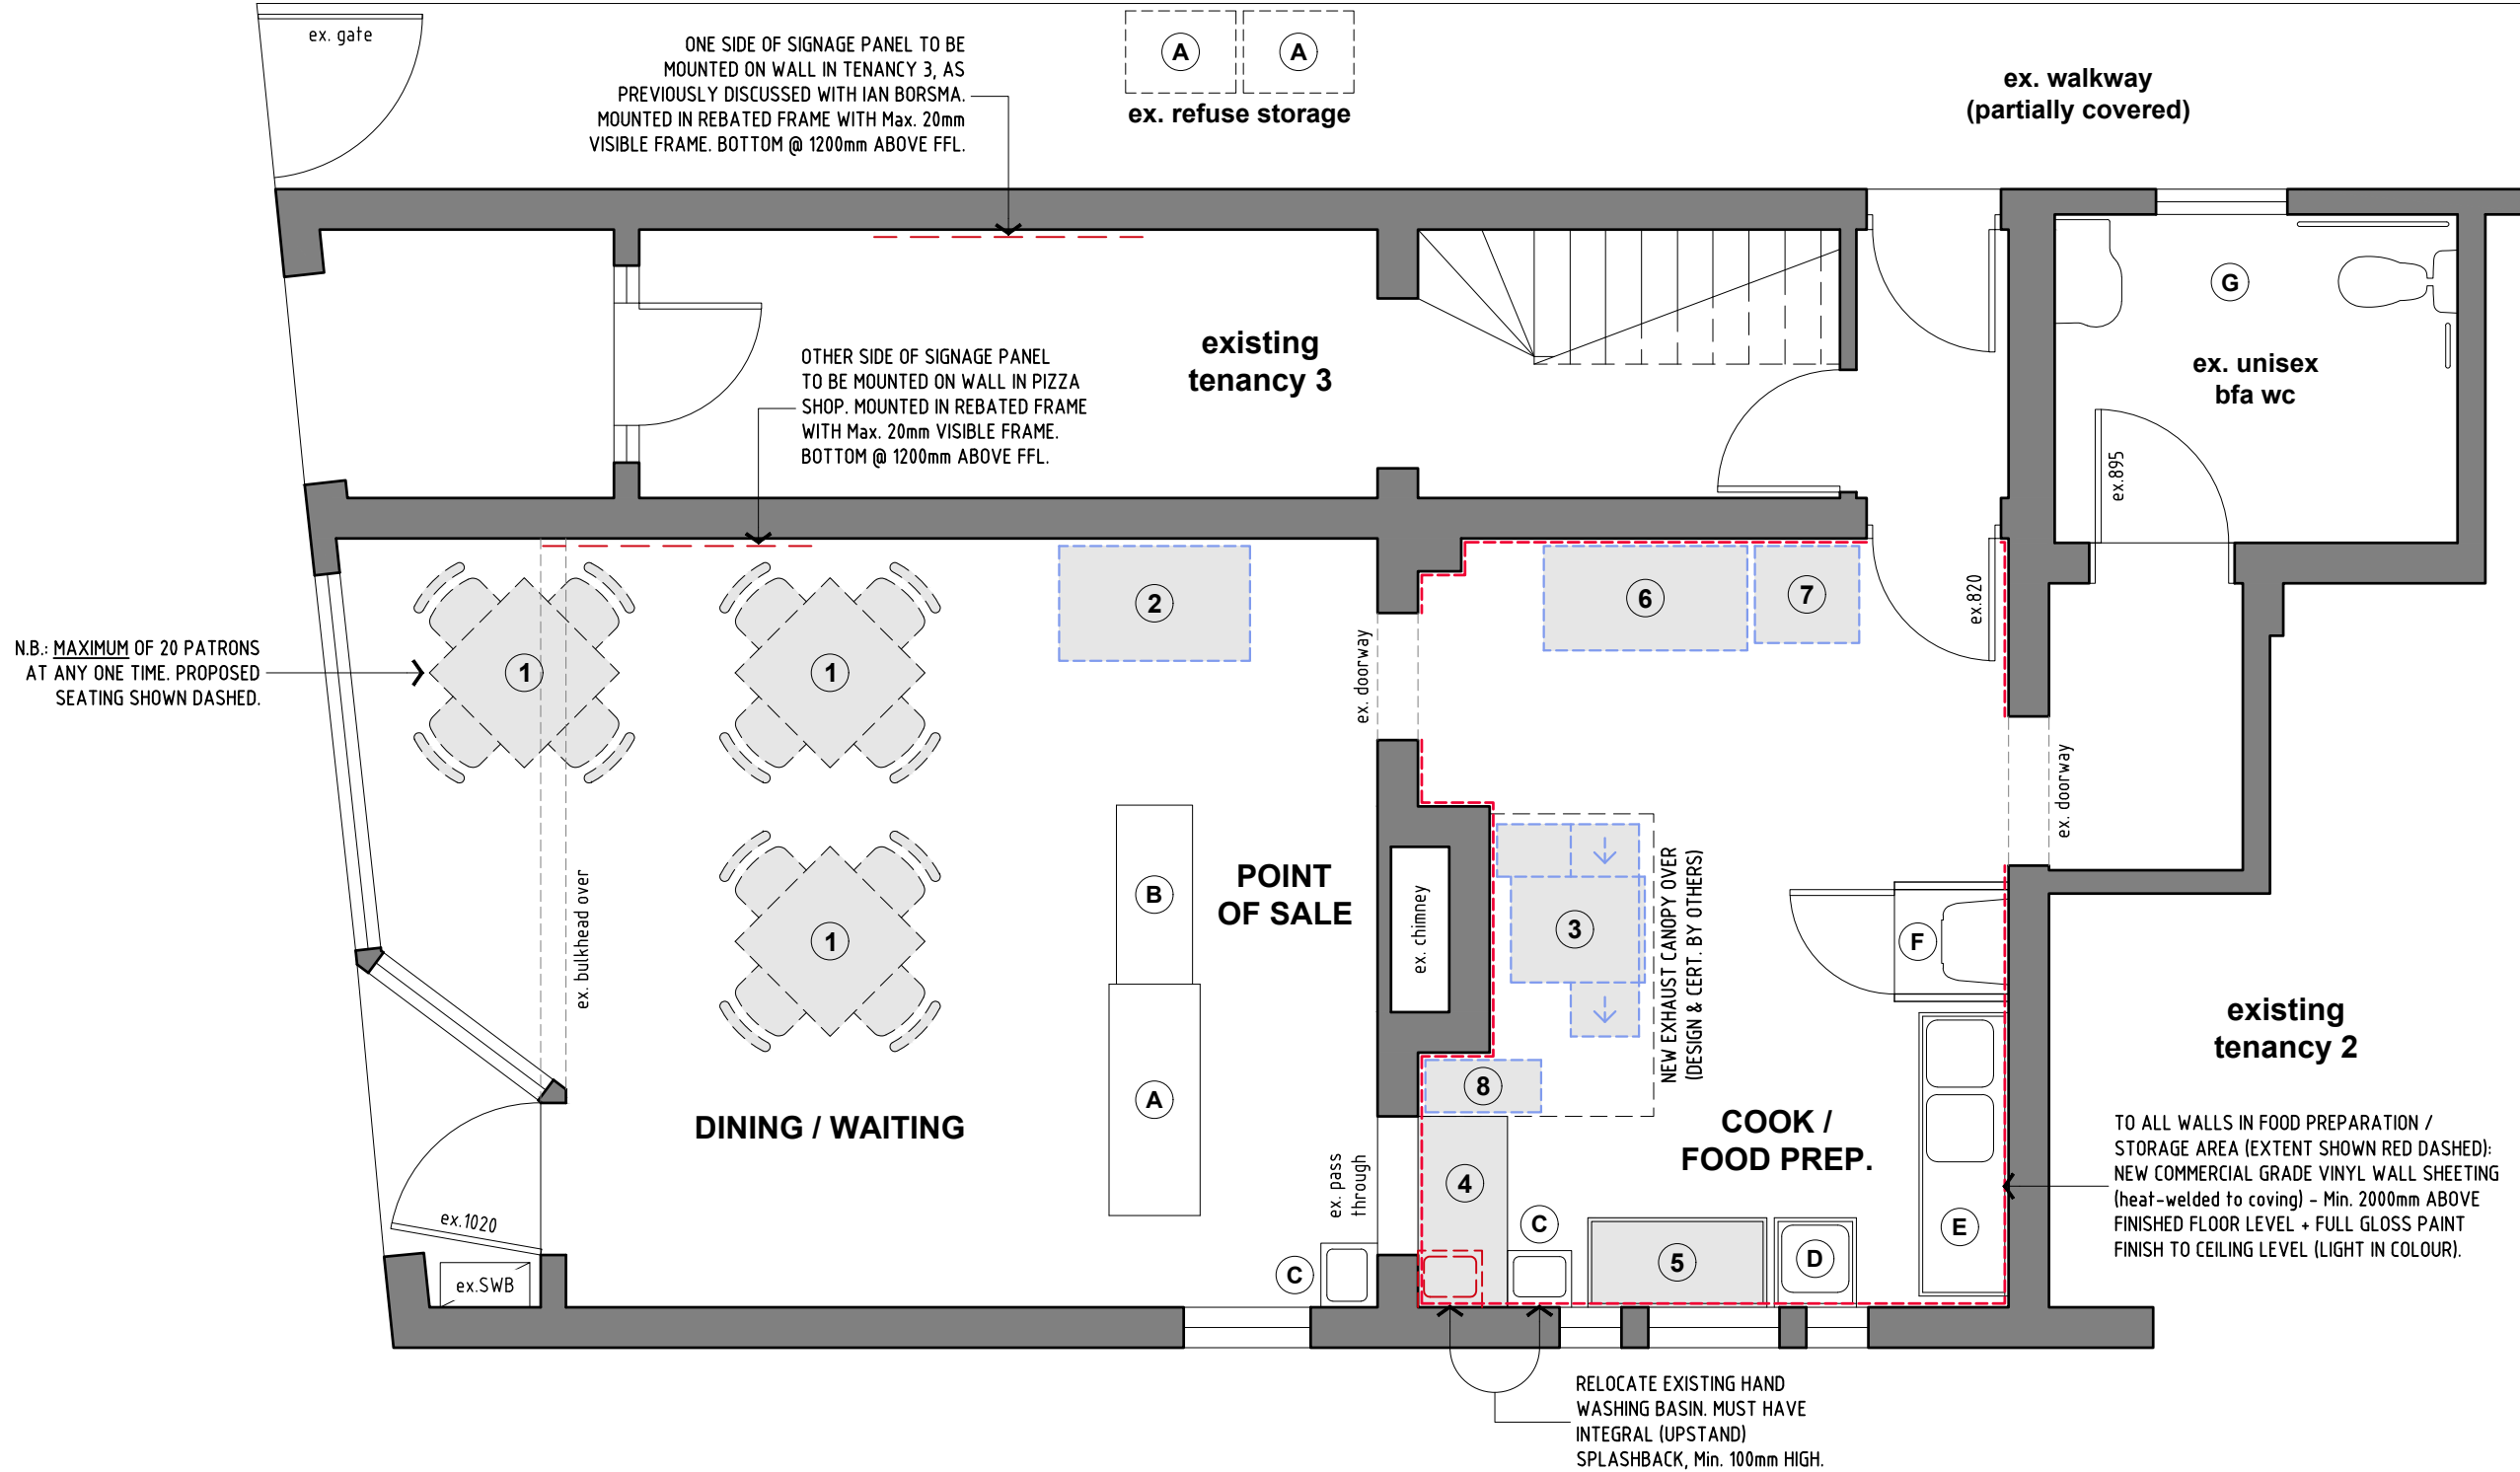 ex. gate
ONE SIDE OF SIGNAGE PANEL TO BE
MOUNTED ON WALL IN TENANCY 3, AS
PREVIOUSLY DISCUSSED WITH IAN BORSMA.
MOUNTED IN REBATED FRAME WITH Max. 20mm
VISIBLE FRAME. BOTTOM @ 1200mm ABOVE FFL.
A
A
ex. refuse storage
ex. walkway
(partially covered)
OTHER SIDE OF SIGNAGE PANEL
TO BE MOUNTED ON WALL IN PIZZA
SHOP. MOUNTED IN REBATED FRAME
WITH Max. 20mm VISIBLE FRAME.
BOTTOM @ 1200mm ABOVE FFL.
existing
tenancy 3
G
ex. unisex
bfa wc
ex.895
N.B.: MAXIMUM OF 20 PATRONS
AT ANY ONE TIME. PROPOSED
SEATING SHOWN DASHED.
1
1
2
ex. doorway
6
7
ex.820
ex. doorway
ex. bulkhead over
1
B
A
POINT
OF SALE
ex. chimney
3
NEW EXHAUST CANOPY OVER
(DESIGN & CERT. BY OTHERS)
F
existing
tenancy 2
8
DINING / WAITING
COOK /
FOOD PREP.
ex. pass
through
4
C
C
5
D
E
TO ALL WALLS IN FOOD PREPARATION /
STORAGE AREA (EXTENT SHOWN RED DASHED):
NEW COMMERCIAL GRADE VINYL WALL SHEETING
(heat-welded to coving) - Min. 2000mm ABOVE
FINISHED FLOOR LEVEL + FULL GLOSS PAINT
FINISH TO CEILING LEVEL (LIGHT IN COLOUR).
ex.1020
ex.SWB
RELOCATE EXISTING HAND
WASHING BASIN. MUST HAVE
INTEGRAL (UPSTAND)
SPLASHBACK, Min. 100mm HIGH.